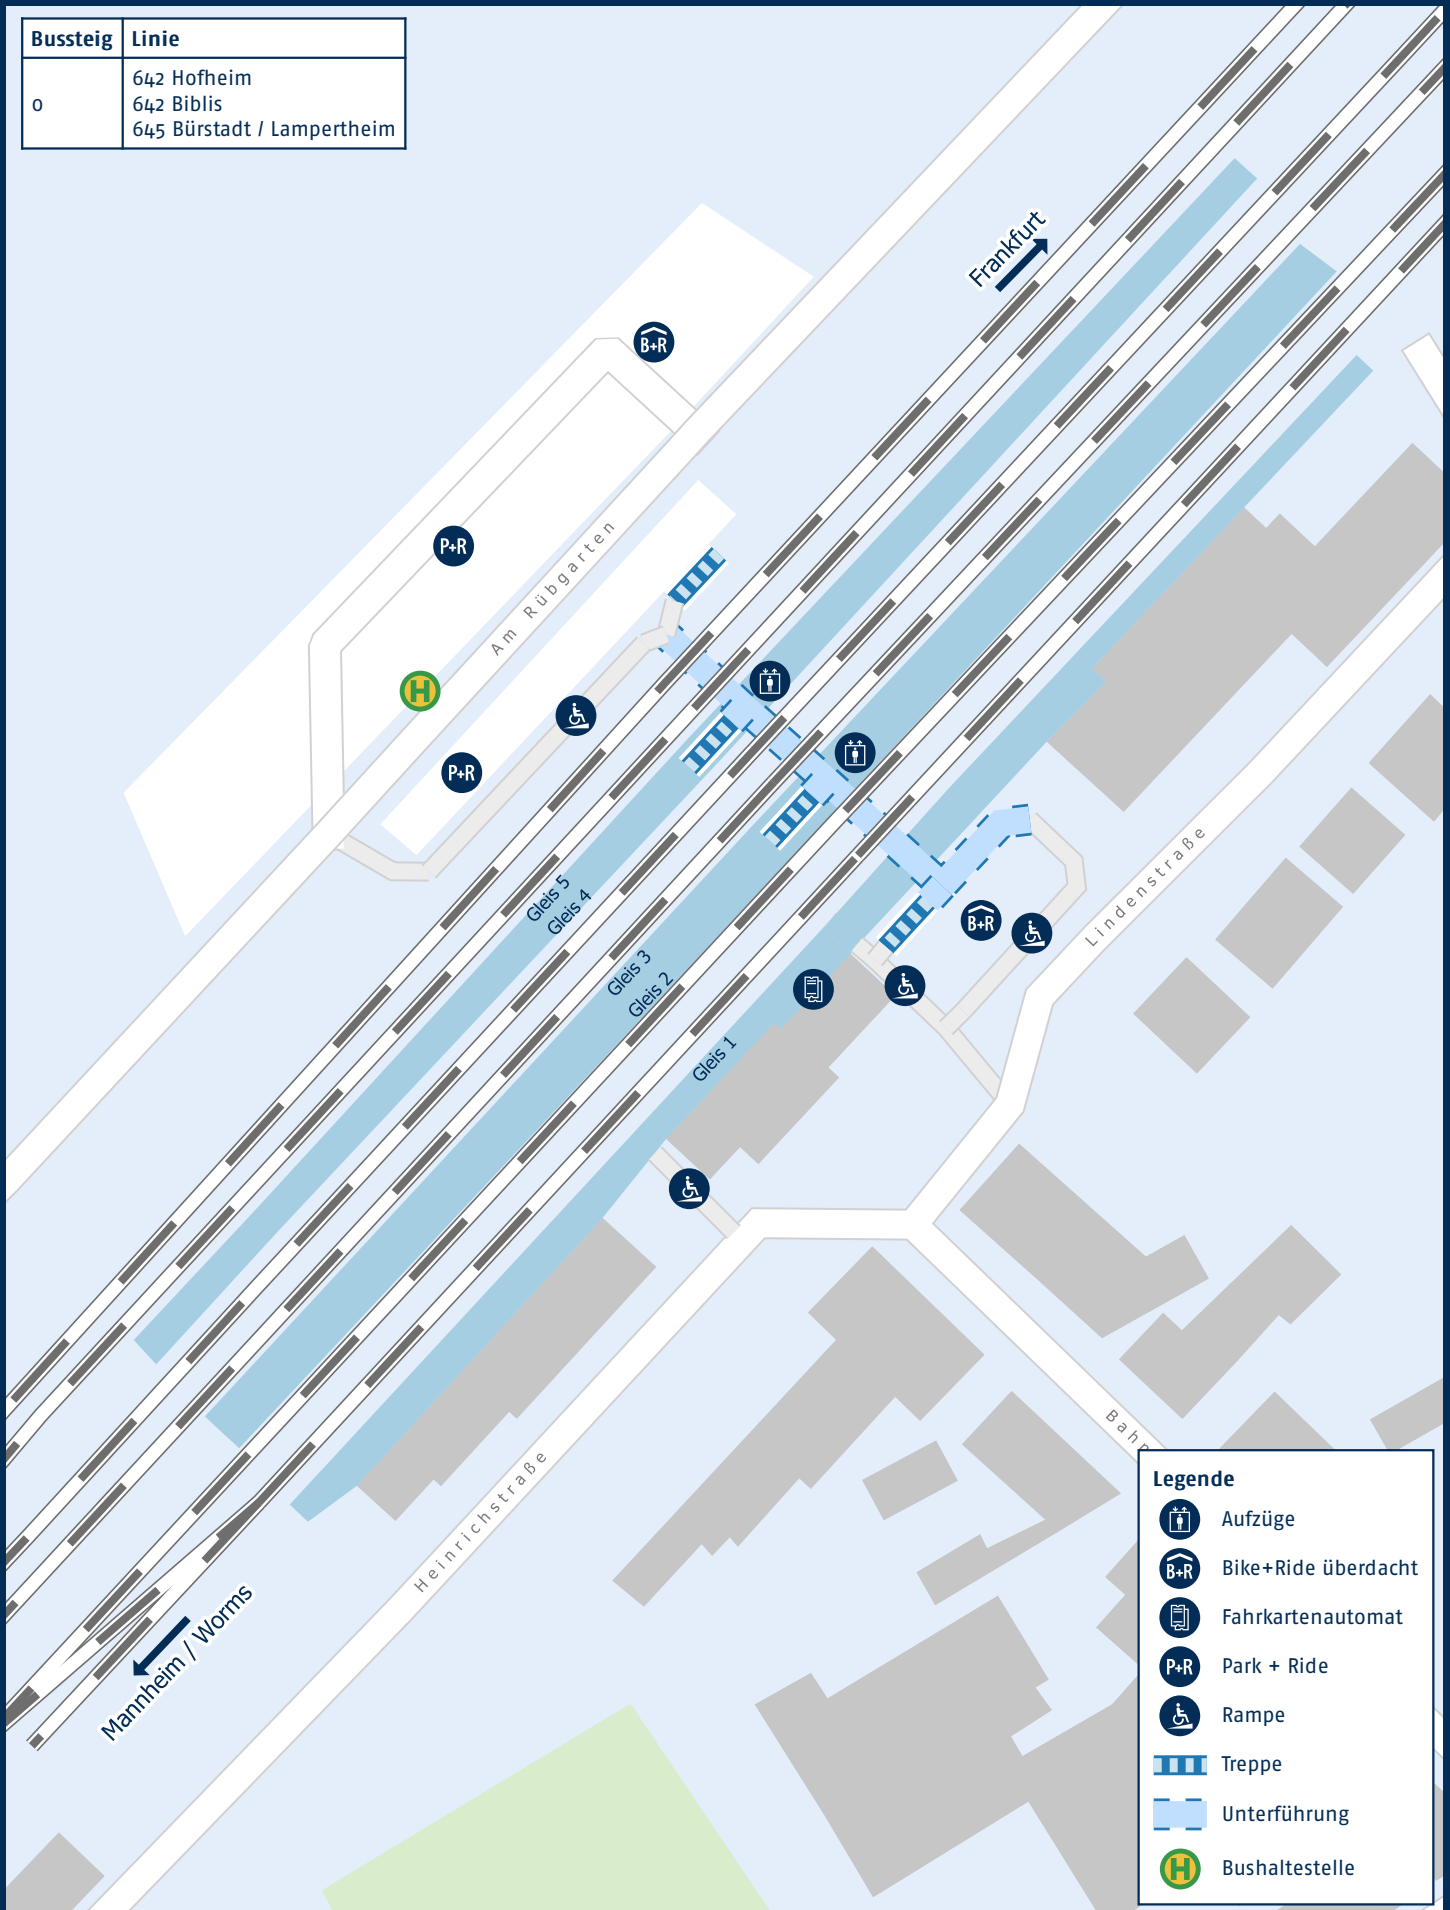 Bussteig Linie
0
642 Hofheim
642 Biblis
645 Bürstadt / Lampertheim
Frankfurt
B+R
P+R
Am Rübgarten
H
P+R
Gleis 5
Gleis 4
Gleis 3
Gleis 2
Gleis 1
B+R
Lindenstraße
Heinrichstraße
Bahn
Mannheim / Worms
Legende
Aufzüge
B+R Bike+Ride überdacht
Fahrkartenautomat
P+R Park + Ride
Rampe
Treppe
Unterführung
H Bushaltestelle